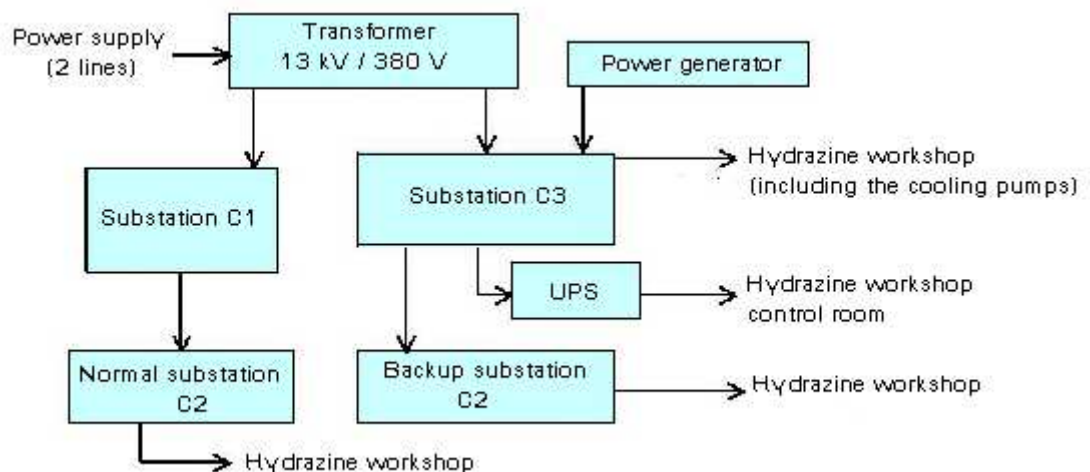 Power supply
(2 lines)
Transformer
13 kV / 380 V
Power generator
Substation C1
Substation C3
Hydrazine workshop
(including the cooling pumps)
UPS
Hydrazine workshop
control room
Normal substation
C2
Backup substation
C2
Hydrazine workshop
Hydrazine workshop